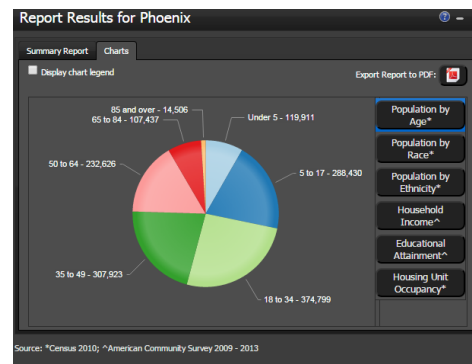 Report Results for Phoenix
Summary Report
Charts
Display chart legend
Export Report to PDF:
85 and over - 14,506
65 to 84 - 107,437
Under 5 - 119,911
50 to 64 - 232,626
5 to 17 - 288,430
35 to 49 - 307,923
18 to 34 - 374,799
Population by
Age*
Population by
Race*
Population by
Ethnicity*
Household
Income^
Educational
Attainment^
Housing Unit
Occupancy*
Source: *Census 2010; ^American Community Survey 2009 - 2013